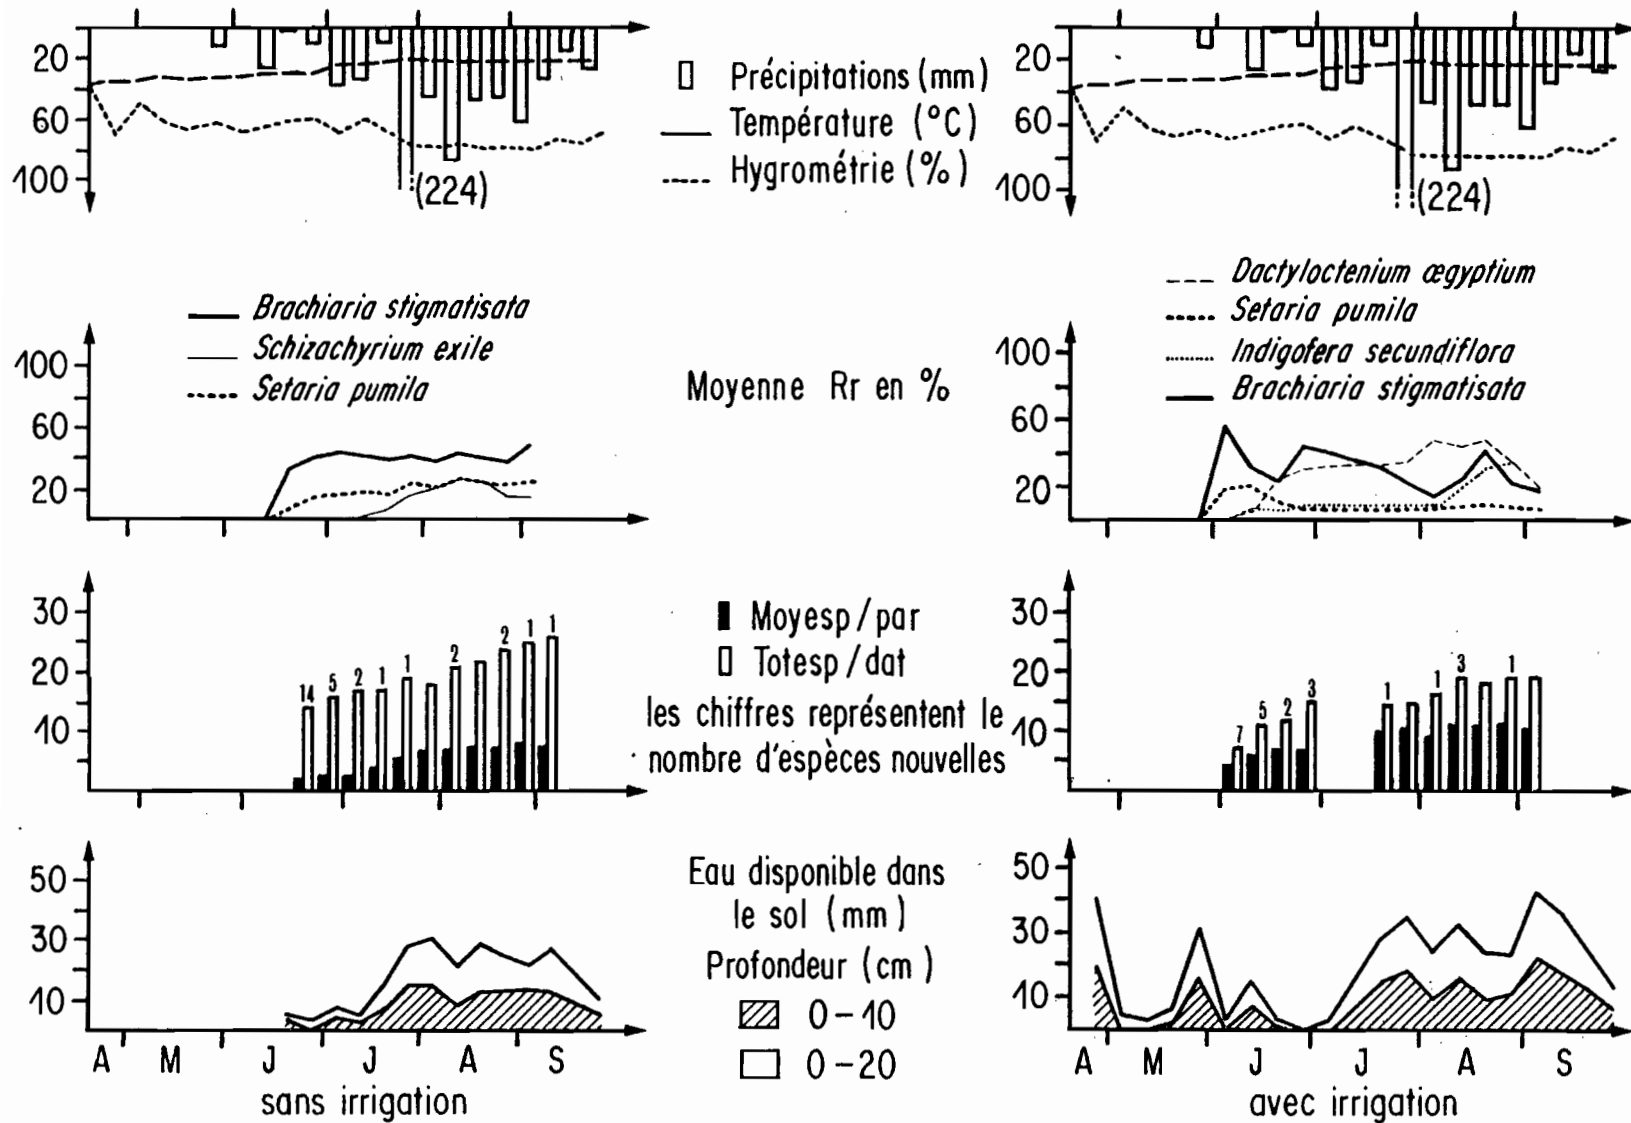 20
60
100
(224)
Précipitations (mm)
Température (°C)
Hygrométrie (%)
20
60
100
(224)
Brachiaria stigmatisata
Schizachyrium exile
Setaria pumila
100
60
20
Moyenne Rr en %
Dactyloctenium ægyptium
Setaria pumila
Indigofera secundiflora
Brachiaria stigmatisata
100
60
20
30
20
10
14 5 2 1 1 2 2 1 1
Moyesp/par
Totesp/dat
les chiffres représentent le
nombre d'espèces nouvelles
30
20
10
7 5 2 3 1 1 3 1
50
30
10
A M J J A S
sans irrigation
Eau disponible dans
le sol (mm)
Profondeur (cm)
0-10
0-20
50
30
10
A M J J A S
avec irrigation